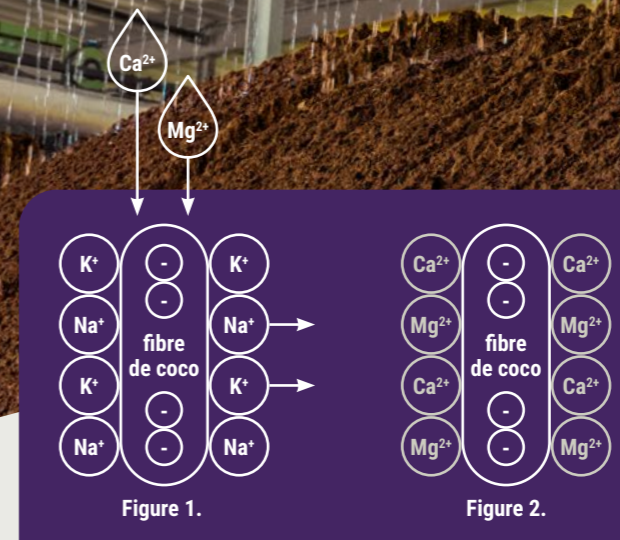 Ca²⁺
Mg²⁺
K⁺ - K⁺
-
Na⁺ fibre de coco Na⁺
K⁺ - K⁺
Na⁺ - Na⁺
Figure 1.
Ca²⁺ - Ca²⁺
-
Mg²⁺ fibre de coco Mg²⁺
Ca²⁺ - Ca²⁺
Mg²⁺ - Mg²⁺
Figure 2.